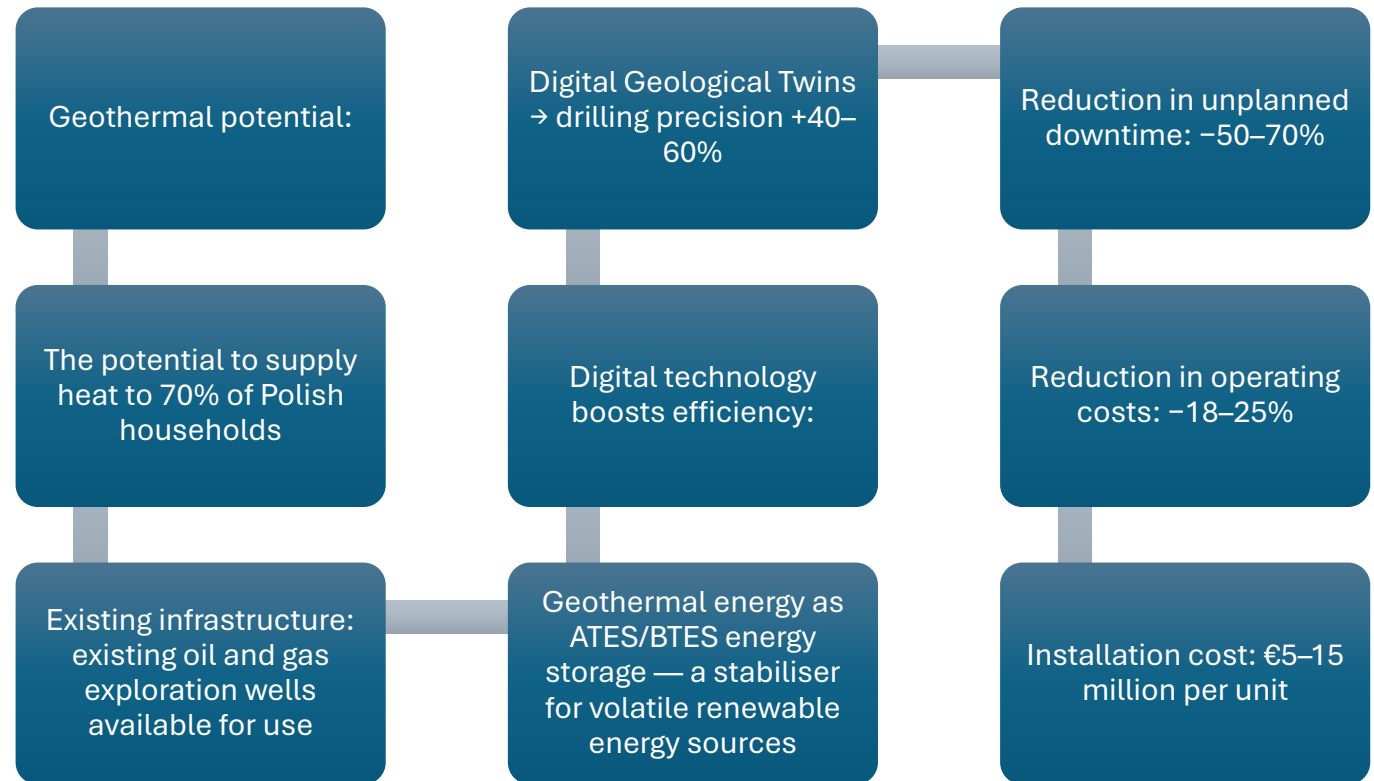 Geothermal potential:
The potential to supply
heat to 70% of Polish
households
Existing infrastructure:
existing oil and gas
exploration wells
available for use
Geothermal energy as
ATES/BTES energy
storage — a stabiliser
for volatile renewable
energy sources
Digital technology
boosts efficiency:
Digital Geological Twins
→ drilling precision +40–
60%
Reduction in unplanned
downtime: −50–70%
Reduction in operating
costs: −18–25%
Installation cost: €5–15
million per unit